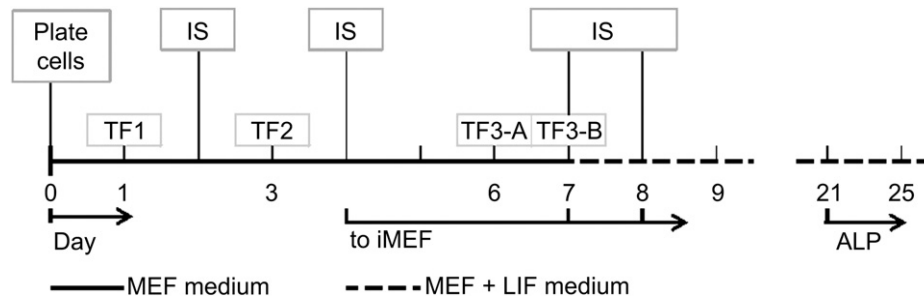 Plate
cells
IS
IS
IS
TF1
TF2
TF3-A
TF3-B
0
1
3
6
7
8
9
21
25
Day
to iMEF
ALP
MEF medium
MEF + LIF medium